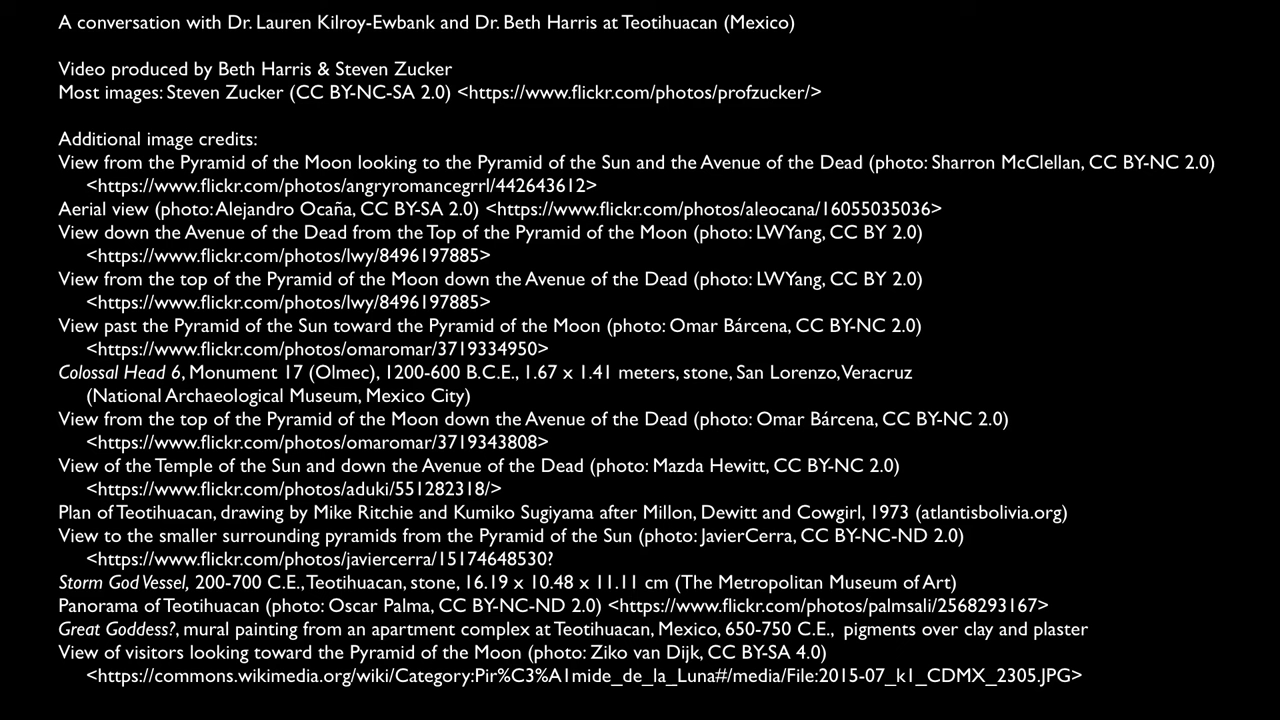 A conversation with Dr. Lauren Kilroy-Ewbank and Dr. Beth Harris at Teotihuacan (Mexico)
Video produced by Beth Harris & Steven Zucker
Most images: Steven Zucker (CC BY-NC-SA 2.0) <https://www.flickr.com/photos/profzucker/>
Additional image credits:
View from the Pyramid of the Moon looking to the Pyramid of the Sun and the Avenue of the Dead (photo: Sharron McClellan, CC BY-NC 2.0)
<https://www.flickr.com/photos/angryromancegrrl/442643612>
Aerial view (photo: Alejandro Ocaña, CC BY-SA 2.0) <https://www.flickr.com/photos/aleocana/16055035036>
View down the Avenue of the Dead from the Top of the Pyramid of the Moon (photo: LWYang, CC BY 2.0)
<https://www.flickr.com/photos/lwy/8496197885>
View from the top of the Pyramid of the Moon down the Avenue of the Dead (photo: LWYang, CC BY 2.0)
<https://www.flickr.com/photos/lwy/8496197885>
View past the Pyramid of the Sun toward the Pyramid of the Moon (photo: Omar Bárcena, CC BY-NC 2.0)
<https://www.flickr.com/photos/omaromar/3719334950>
Colossal Head 6, Monument 17 (Olmec), 1200-600 B.C.E., 1.67 x 1.41 meters, stone, San Lorenzo, Veracruz
(National Archaeological Museum, Mexico City)
View from the top of the Pyramid of the Moon down the Avenue of the Dead (photo: Omar Bárcena, CC BY-NC 2.0)
<https://www.flickr.com/photos/omaromar/3719343808>
View of the Temple of the Sun and down the Avenue of the Dead (photo: Mazda Hewitt, CC BY-NC 2.0)
<https://www.flickr.com/photos/aduki/551282318/>
Plan of Teotihuacan, drawing by Mike Ritchie and Kumiko Sugiyama after Millon, Dewitt and Cowgirl, 1973 (atlantisbolivia.org)
View to the smaller surrounding pyramids from the Pyramid of the Sun (photo: JavierCerra, CC BY-NC-ND 2.0)
<https://www.flickr.com/photos/javiercerra/15174648530?
Storm God Vessel, 200-700 C.E., Teotihuacan, stone, 16.19 x 10.48 x 11.11 cm (The Metropolitan Museum of Art)
Panorama of Teotihuacan (photo: Oscar Palma, CC BY-NC-ND 2.0) <https://www.flickr.com/photos/palmsali/2568293167>
Great Goddess?, mural painting from an apartment complex at Teotihuacan, Mexico, 650-750 C.E., pigments over clay and plaster
View of visitors looking toward the Pyramid of the Moon (photo: Ziko van Dijk, CC BY-SA 4.0)
<https://commons.wikimedia.org/wiki/Category:Pir%C3%A1mide_de_la_Luna#/media/File:2015-07_k1_CDMX_2305.JPG>